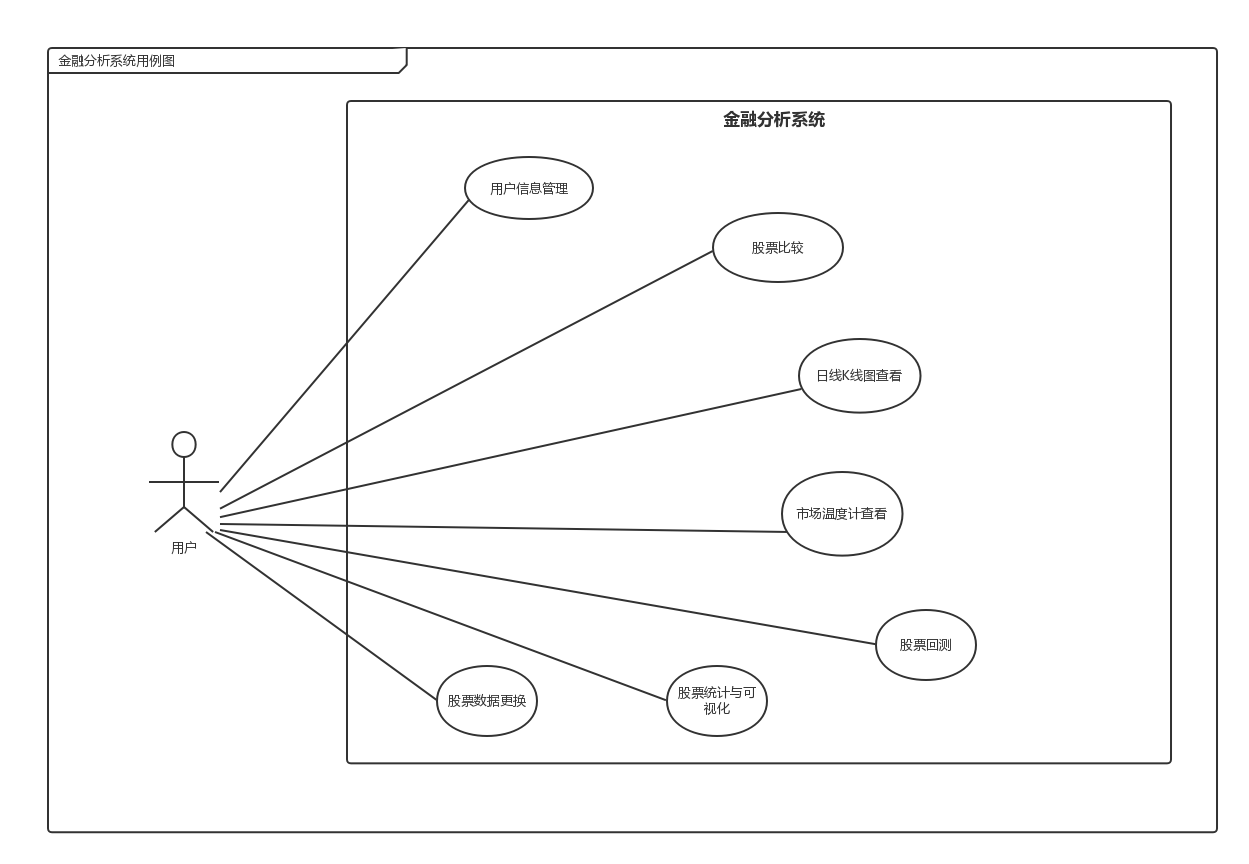 金融分析系统用例图
金融分析系统
用户信息管理
股票比较
日线K线图查看
市场温度计查看
用户
股票回测
股票数据更换
股票统计与可
视化